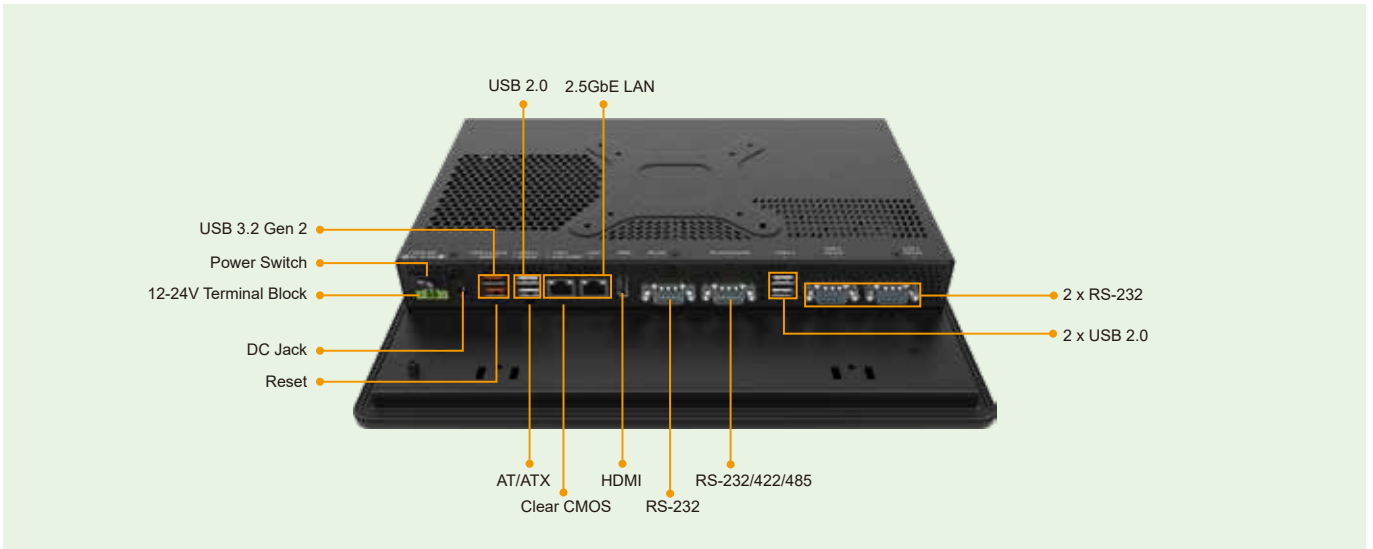 USB 2.0
2.5GbE LAN
USB 3.2 Gen 2
Power Switch
12-24V Terminal Block
DC Jack
Reset
2 x RS-232
2 x USB 2.0
AT/ATX
HDMI
RS-232/422/485
Clear CMOS
RS-232